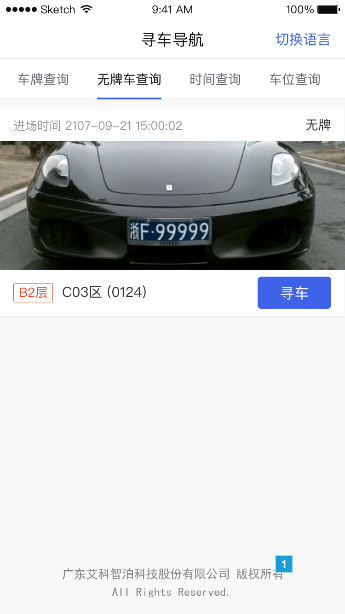 Sketch 9:41 AM 100%
寻车导航 切换语言
车牌查询 无牌车查询 时间查询 车位查询
进场时间 2107-09-21 15:00:02 无牌
浙F·99999
B2层 C03区 (0124) 寻车
1
广东艾科智泊科技股份有限公司 版权所有
All Rights Reserved.